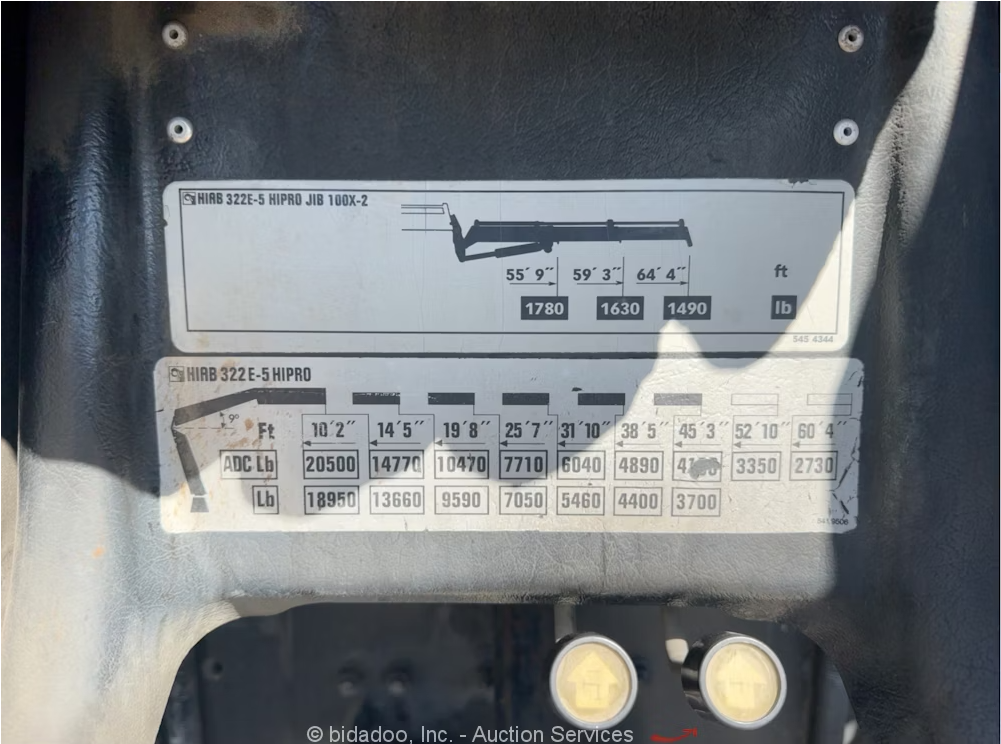 HIAB 322E-5 HIPRO JIB 100X-2
55´ 9˝ 59´ 3˝ 64´ 4˝ ft
1780 1630 1490 lb
545 4344
HIAB 322E-5 HIPRO
9°
Ft 10´2˝ 14´5˝ 19´8˝ 25´7˝ 31´10˝ 38´5˝ 45´3˝ 52´10˝ 60´4˝
ADC Lb 20500 14770 10470 7710 6040 4890 3350 2730
Lb 18950 13660 9590 7050 5460 4400 3700
© bidadoo, Inc. - Auction Services